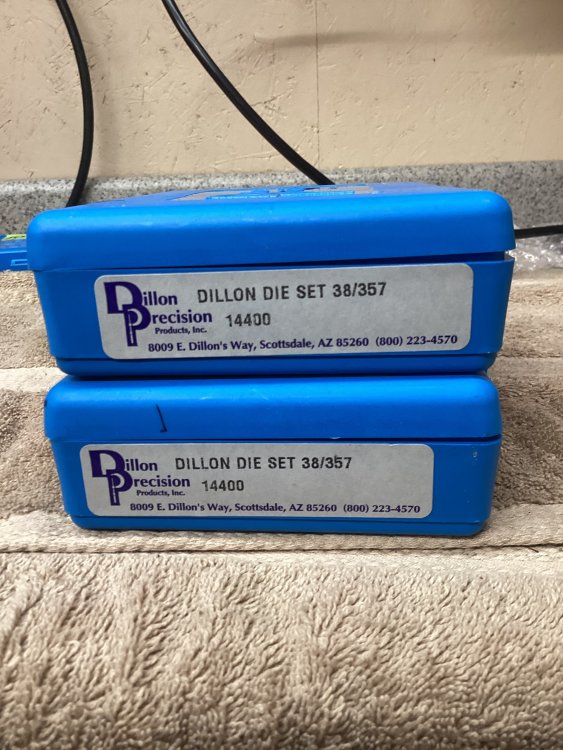 Dillon Precision Products, Inc.
DILLON DIE SET 38/357
14400
8009 E. Dillon's Way, Scottsdale, AZ 85260 (800) 223-4570
Dillon Precision Products, Inc.
DILLON DIE SET 38/357
14400
8009 E. Dillon's Way, Scottsdale, AZ 85260 (800) 223-4570